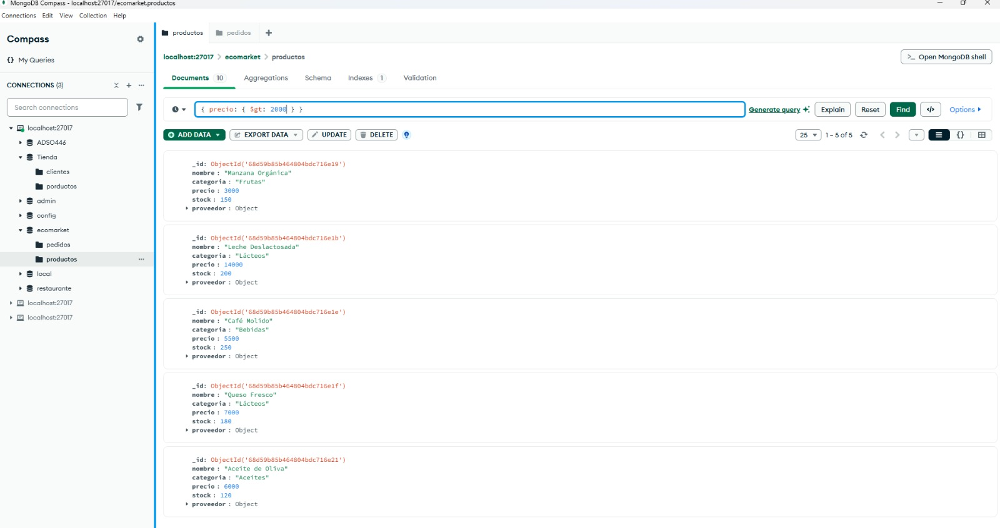 MongoDB Compass - localhost:27017/ecomarket.productos
Connections Edit View Collection Help
Compass
{} My Queries
CONNECTIONS (3)
Search connections
localhost:27017
ADSO446
Tienda
clientes
porductos
admin
config
ecomarket
pedidos
productos
local
restaurante
localhost:27017
localhost:27017
productos pedidos
localhost:27017 > ecomarket > productos
>_ Open MongoDB shell
Documents 10 Aggregations Schema Indexes 1 Validation
{ precio: { $gt: 2000 } }
Generate query Explain Reset Find </> Options
ADD DATA EXPORT DATA UPDATE DELETE
25 1 – 5 of 5 {}
_id: ObjectId('68d59b85b464804bdc716e19')
nombre : "Manzana Orgánica"
categoria : "Frutas"
precio : 3000
stock : 150
proveedor : Object
_id: ObjectId('68d59b85b464804bdc716e1b')
nombre : "Leche Deslactosada"
categoria : "Lácteos"
precio : 14000
stock : 200
proveedor : Object
_id: ObjectId('68d59b85b464804bdc716e1e')
nombre : "Café Molido"
categoria : "Bebidas"
precio : 5500
stock : 250
proveedor : Object
_id: ObjectId('68d59b85b464804bdc716e1f')
nombre : "Queso Fresco"
categoria : "Lácteos"
precio : 7000
stock : 180
proveedor : Object
_id: ObjectId('68d59b85b464804bdc716e21')
nombre : "Aceite de Oliva"
categoria : "Aceites"
precio : 6000
stock : 120
proveedor : Object